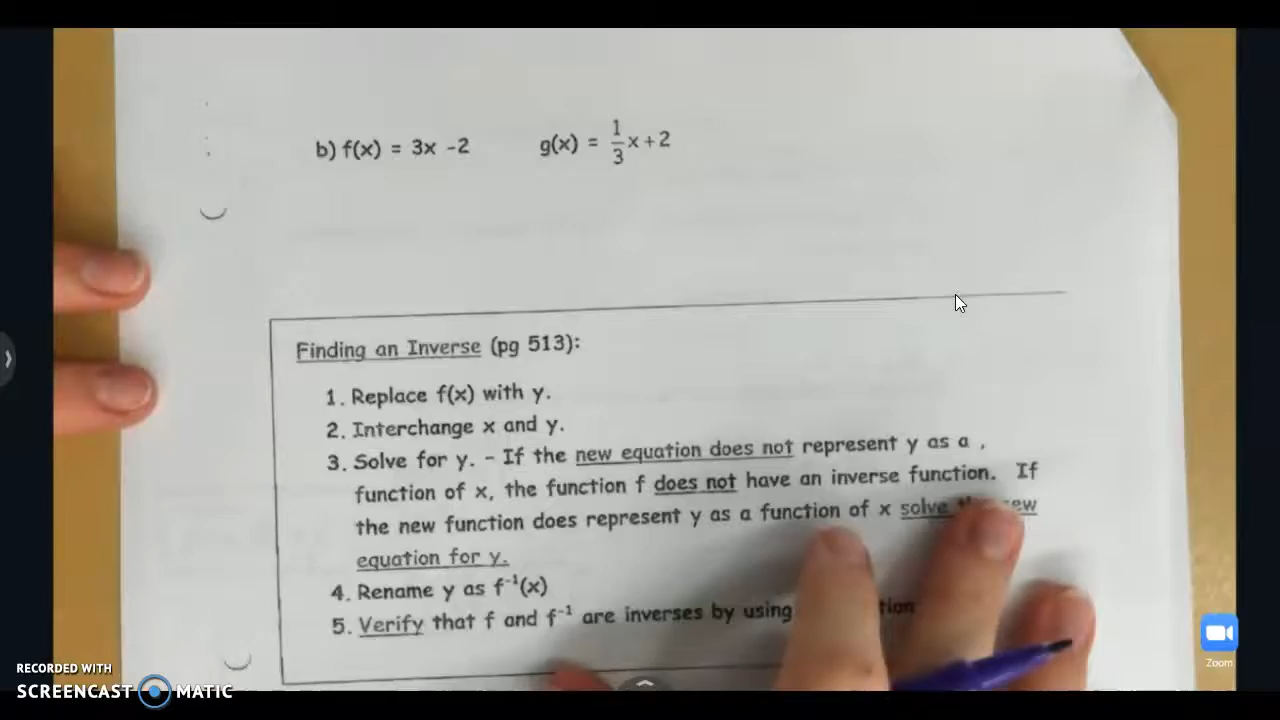 b) f(x) = 3x -2 g(x) = 1/3 x + 2
Finding an Inverse (pg 513):
1. Replace f(x) with y.
2. Interchange x and y.
3. Solve for y. - If the new equation does not represent y as a
function of x, the function f does not have an inverse function. If
the new function does represent y as a function of x solve
equation for y.
4. Rename y as f⁻¹(x)
5. Verify that f and f⁻¹ are inverses by using
RECORDED WITH
SCREENCAST MATIC
Zoom